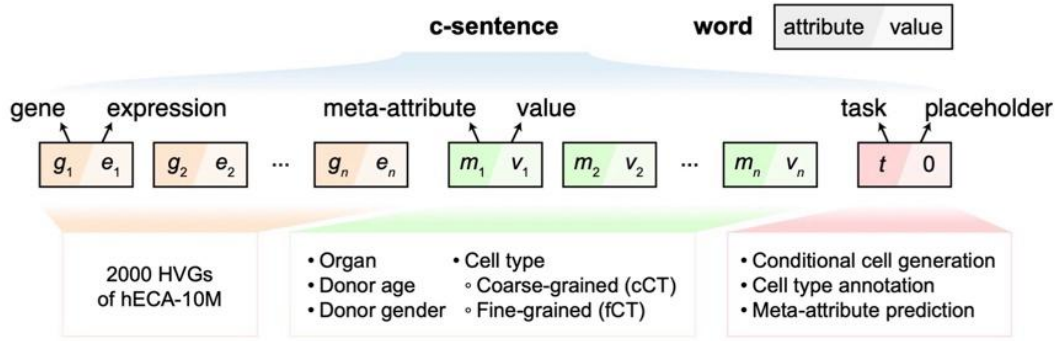 c-sentence word attribute value
gene expression meta-attribute value task placeholder
g₁ e₁ g₂ e₂ ... gₙ eₙ m₁ v₁ m₂ v₂ ... mₙ vₙ t 0
2000 HVGs
of hECA-10M
• Organ
• Donor age
• Donor gender
• Cell type
◦ Coarse-grained (cCT)
◦ Fine-grained (fCT)
• Conditional cell generation
• Cell type annotation
• Meta-attribute prediction